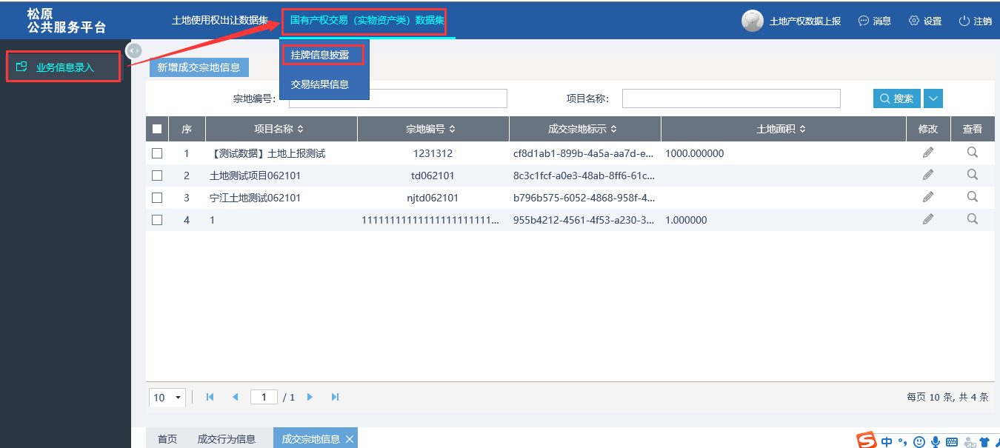 松原
公共服务平台
土地使用权出让数据集
国有产权交易（实物资产类）数据集
土地产权数据上报
消息
设置
注销
业务信息录入
挂牌信息披露
交易结果信息
新增成交宗地信息
宗地编号：
项目名称：
搜索
序 项目名称 宗地编号 成交宗地标示 土地面积 修改 查看
1 【测试数据】土地上报测试 1231312 cf8d1ab1-899b-4a5a-aa7d-e... 1000.000000
2 土地测试项目062101 td062101 8c3c1fcf-a0e3-48ab-8ff6-61c...
3 宁江土地测试062101 njtd062101 b796b575-6052-4868-958f-4...
4 1 11111111111111111111111... 955b4212-4561-4f53-a230-3... 1.000000
10 1 / 1 每页 10 条, 共 4 条
首页 成交行为信息 成交宗地信息
S 中